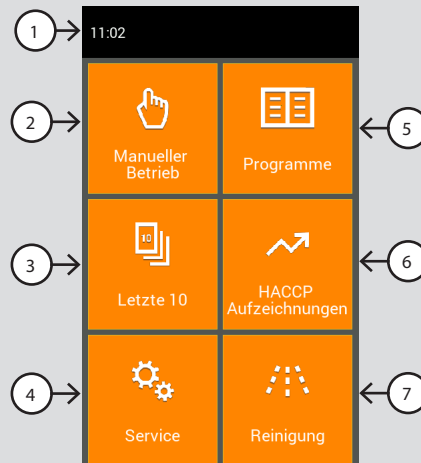 1
11:02
2
Manueller
Betrieb
Programme
5
3
10
Letzte 10
HACCP
Aufzeichnungen
6
4
Service
Reinigung
7